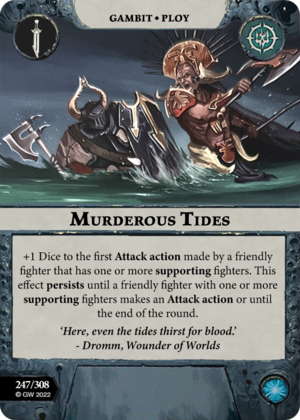 GAMBIT • PLOY
MURDEROUS TIDES
+1 Dice to the first Attack action made by a friendly
fighter that has one or more supporting fighters. This
effect persists until a friendly fighter with one or more
supporting fighters makes an Attack action or until
the end of the round.
‘Here, even the tides thirst for blood.’
- Dromm, Wounder of Worlds
247/308
© GW 2022